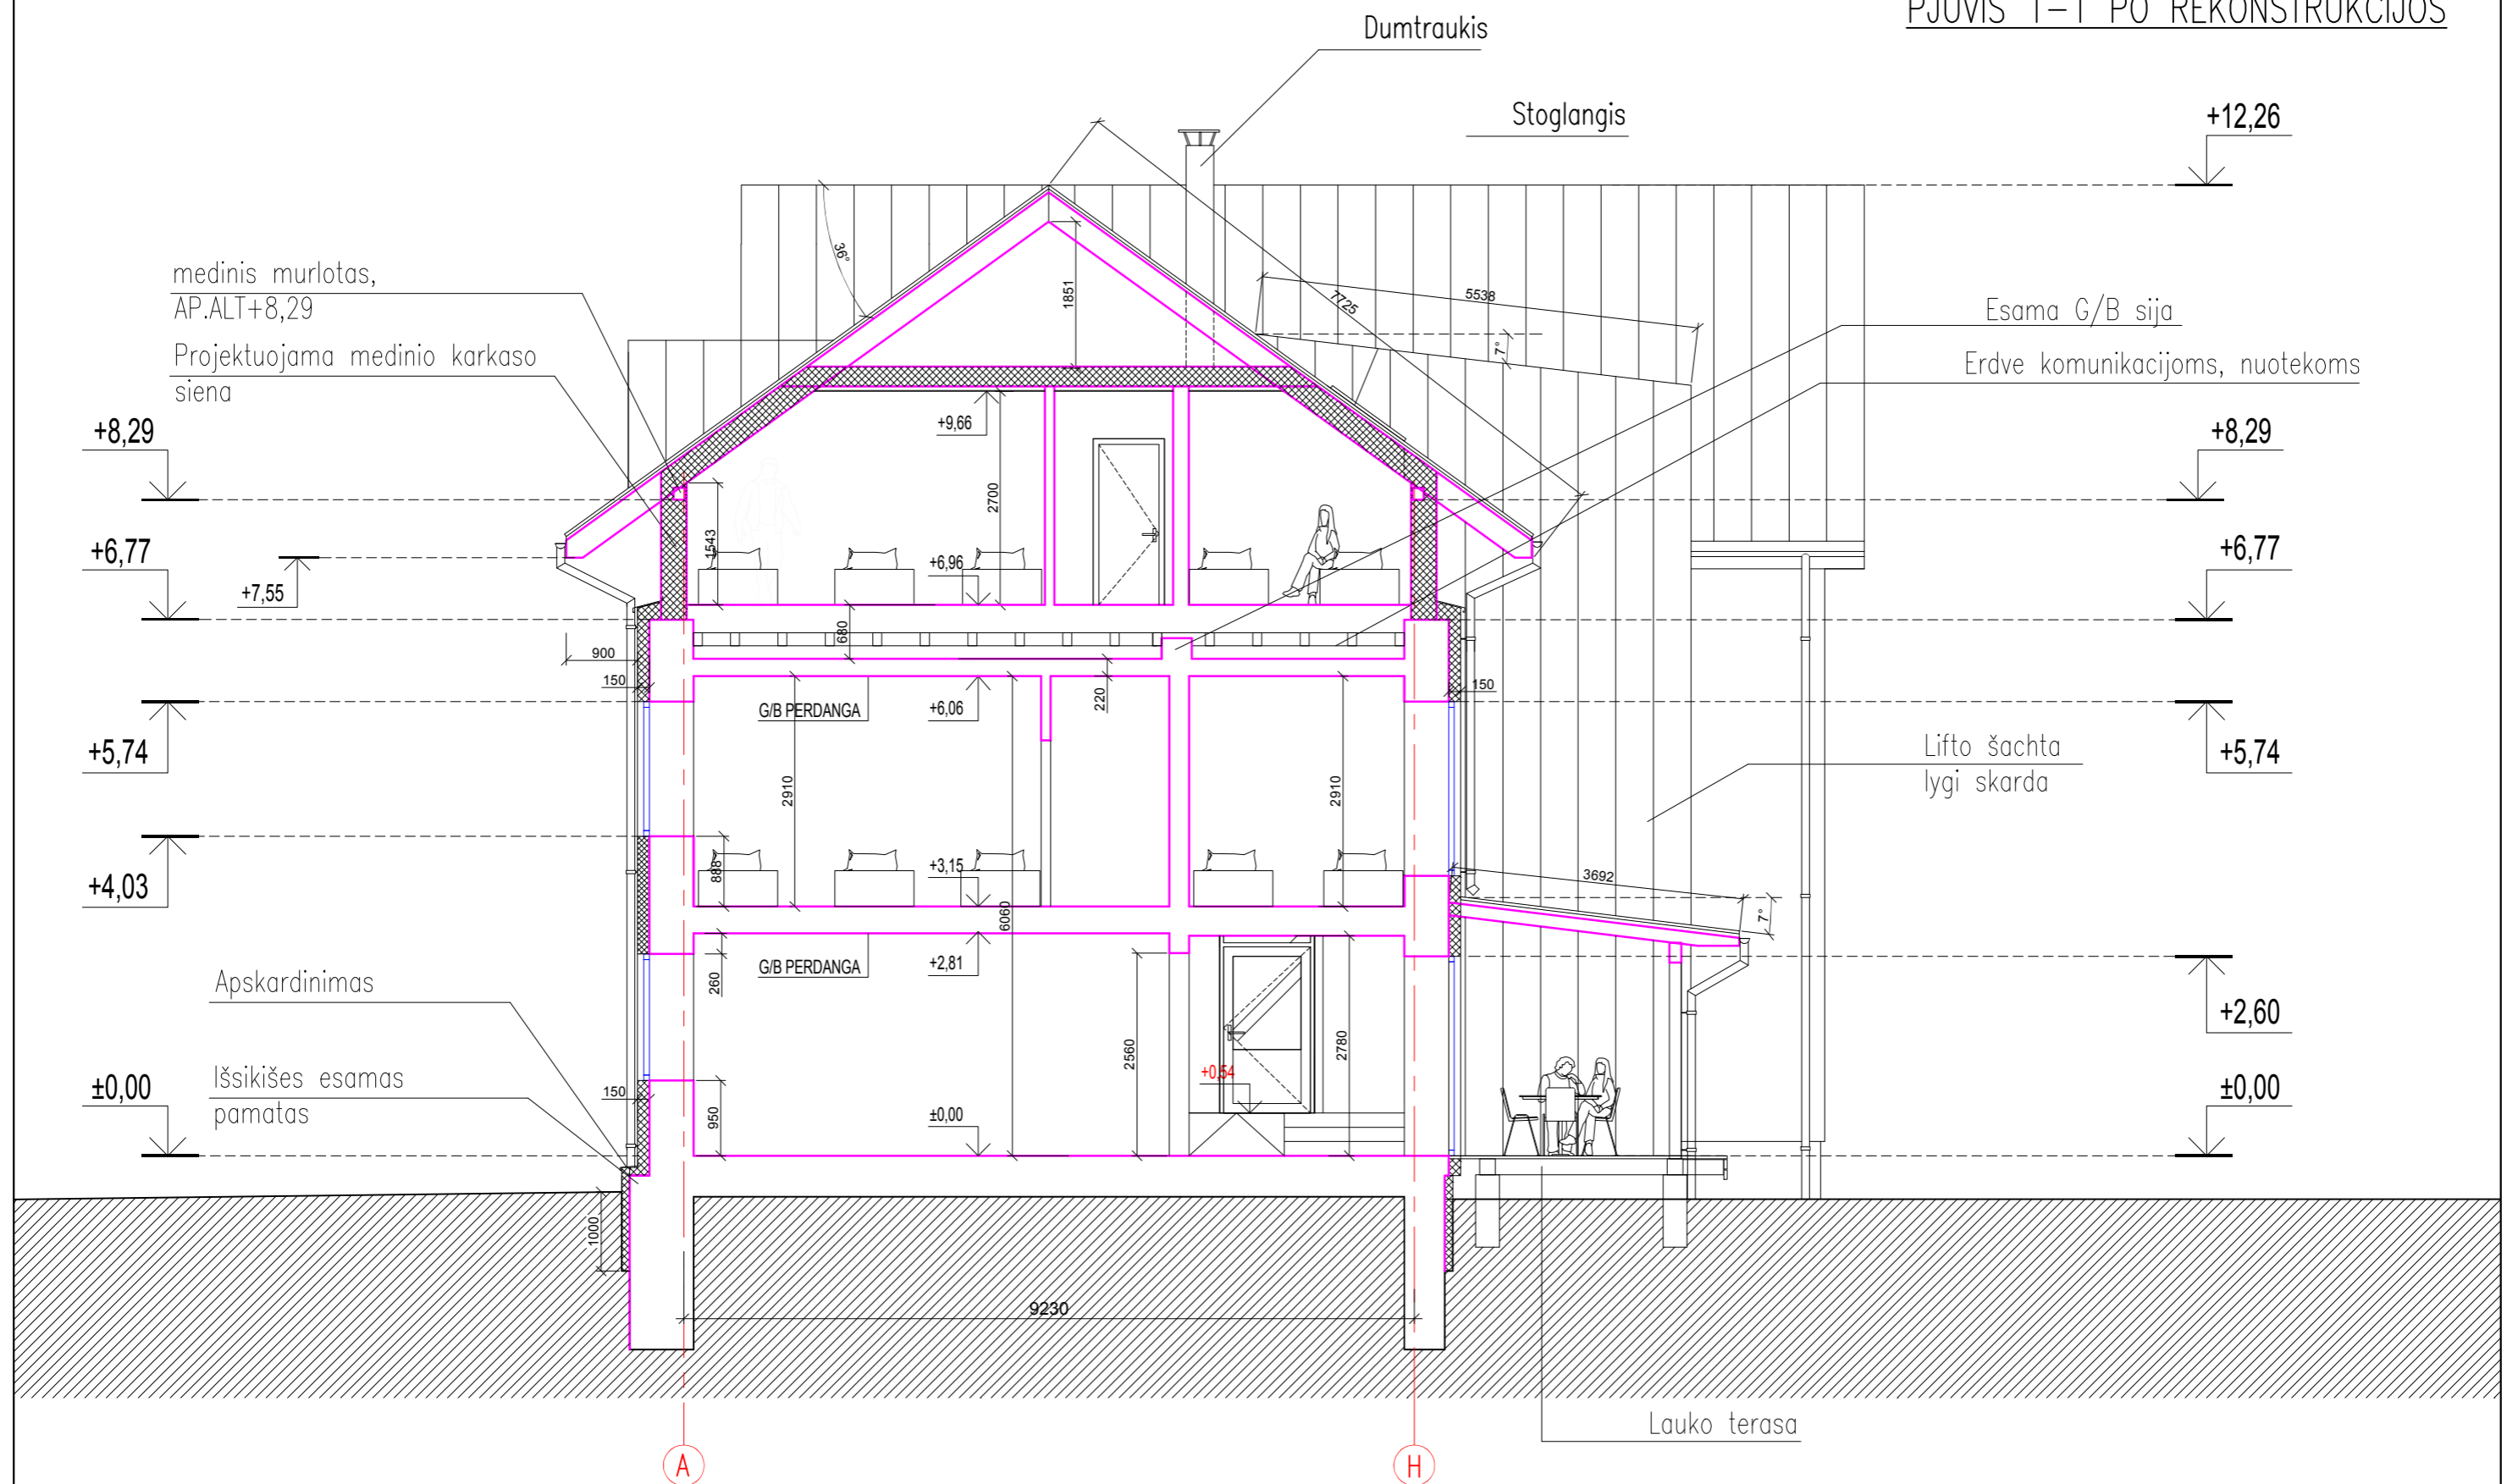 PJŪVIS 1-1 PO REKONSTRUKCIJOS
Dumtraukis
Stoglangis
+12,26
36°
1851
7725
5538
7°
medinis murlotas,
AP.ALT+8,29
Projektuojama medinio karkaso
siena
Esama G/B sija
Erdve komunikacijoms, nuotekoms
+8,29
+9,66
+8,29
2700
1543
+6,77
+6,96
+6,77
+7,55
680
900
150
G/B PERDANGA
+6,06
220
150
+5,74
2910
2910
Lifto šachta
lygi skarda
+5,74
888
+3,15
3692
+4,03
6060
7°
G/B PERDANGA
+2,81
260
Apskardinimas
+2,60
2560
2780
+0,54
Išsikišes esamas
pamatas
±0,00
150
950
±0,00
±0,00
1000
9230
Lauko terasa
A
H